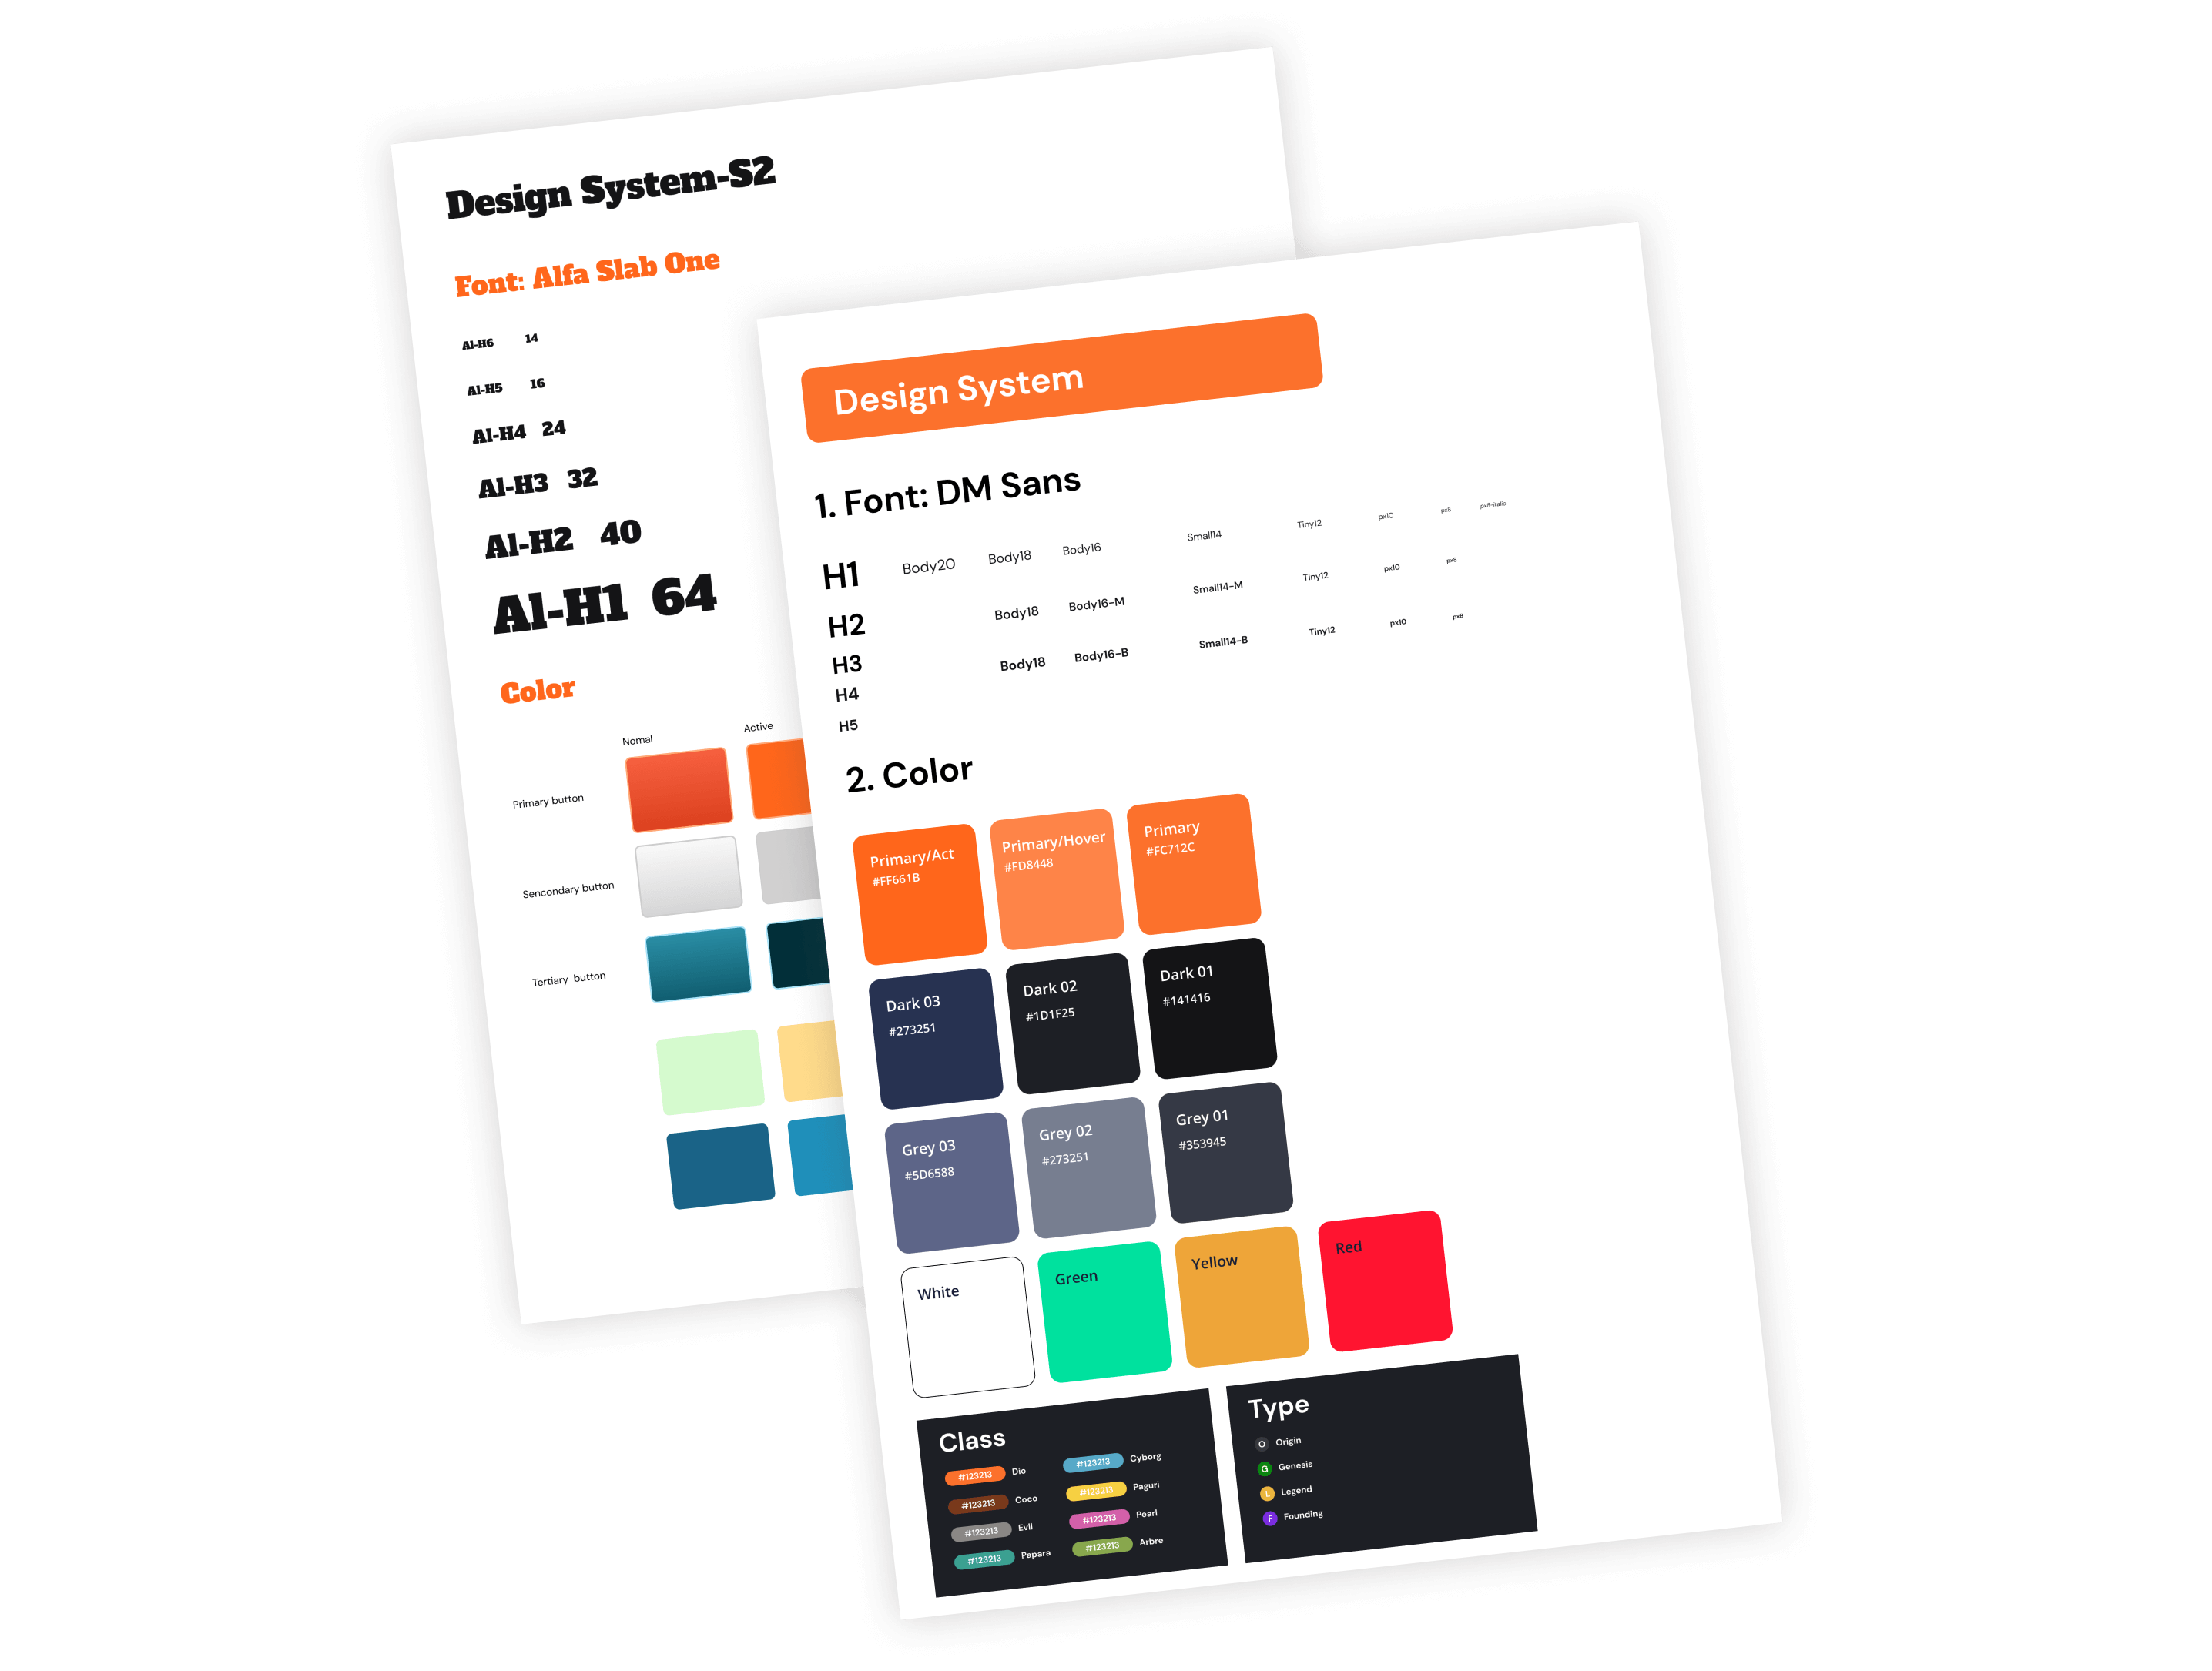 Design System-S2
Font: Alfa Slab One
Al-H6 14
Al-H5 16
Al-H4 24
Al-H3 32
Al-H2 40
Al-H1 64
Color
Nomal Active
Primary button
Sencondary button
Tertiary button
Design System
1. Font: DM Sans
H1 Body20 Body18 Body16 Small14 Tiny12 px10 px8 px8-italic
H2 Body18 Body16-M Small14-M Tiny12 px10 px8
H3 Body18 Body16-B Small14-B Tiny12 px10 px8
H4
H5
2. Color
Primary/Act Primary/Hover Primary
#FF661B #FD8448 #FC712C
Dark 03 Dark 02 Dark 01
#273251 #1D1F25 #141416
Grey 03 Grey 02 Grey 01
#5D6588 #273251 #353945
White Green Yellow Red
Class
#123213 Dio #123213 Cyborg
#123213 Coco #123213 Paguri
#123213 Evil #123213 Pearl
#123213 Papara #123213 Arbre
Type
O Origin
G Genesis
L Legend
F Founding